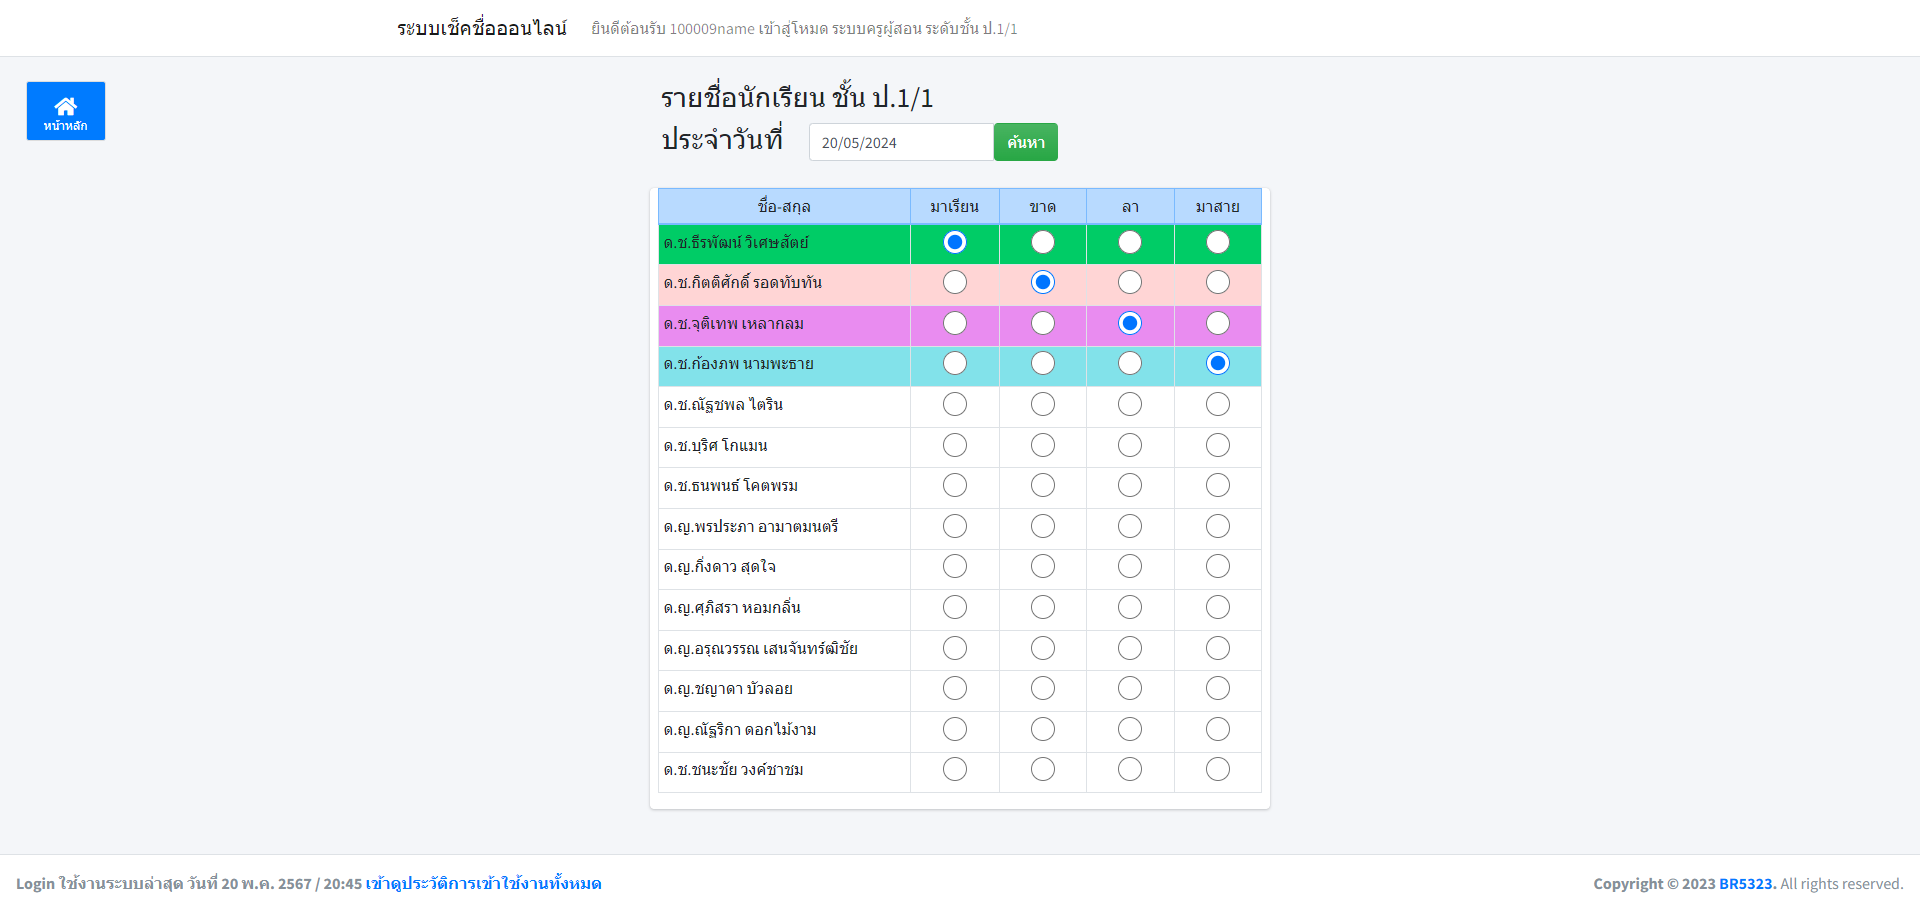 ระบบเช็คชื่อออนไลน์ ยินดีต้อนรับ 100009name เข้าสู่โหมด ระบบครูผู้สอน ระดับชั้น ป.1/1
หน้าหลัก
รายชื่อนักเรียน ชั้น ป.1/1
ประจำวันที่ 20/05/2024 ค้นหา
ชื่อ-สกุล มาเรียน ขาด ลา มาสาย
ด.ช.ธีรพัฒน์ วิเศษสัตย์
ด.ช.กิตติศักดิ์ รอดทับทัน
ด.ช.จุติเทพ เหลากลม
ด.ช.ก้องภพ นามพะธาย
ด.ช.ณัฐชพล ไตริน
ด.ช.บุริศ โกแมน
ด.ช.ธนพนธ์ โคตพรม
ด.ญ.พรประภา อามาตมนตรี
ด.ญ.กิ่งดาว สุดใจ
ด.ญ.ศุภิสรา หอมกลิ่น
ด.ญ.อรุณวรรณ เสนจันทร์ฒิชัย
ด.ญ.ชญาดา บัวลอย
ด.ญ.ณัฐริกา ดอกไม้งาม
ด.ช.ชนะชัย วงค์ชาชม
Login ใช้งานระบบล่าสุด วันที่ 20 พ.ค. 2567 / 20:45 เข้าดูประวัติการเข้าใช้งานทั้งหมด
Copyright © 2023 BR5323. All rights reserved.